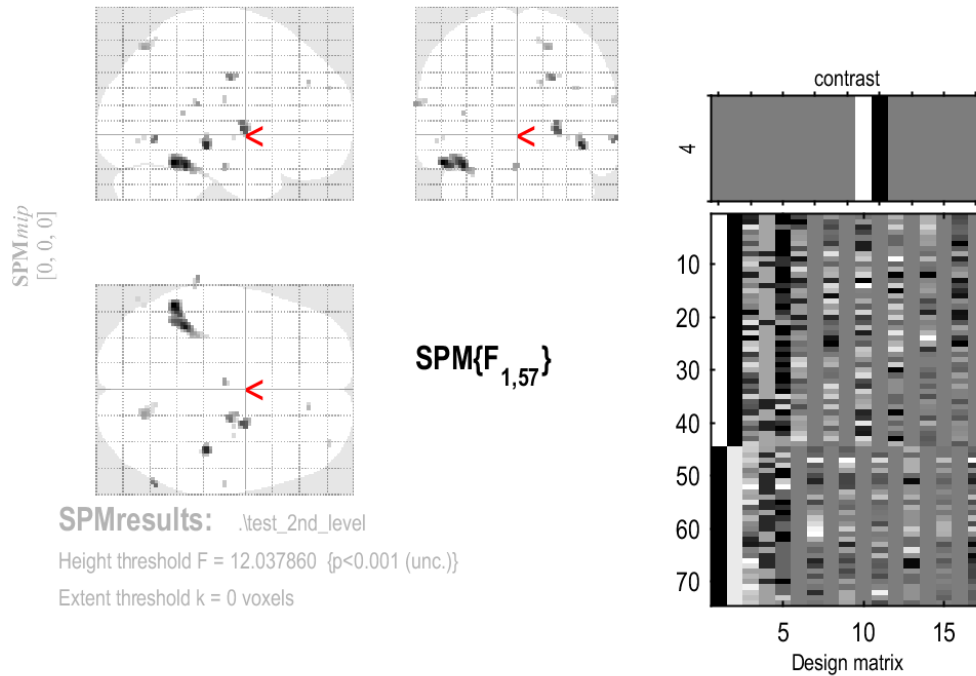 contrast
4
SPMmip
[0, 0, 0]
SPM{F1,57}
10
20
30
40
50
60
70
5 10 15
Design matrix
SPMresults: .\test_2nd_level
Height threshold F = 12.037860 {p<0.001 (unc.)}
Extent threshold k = 0 voxels